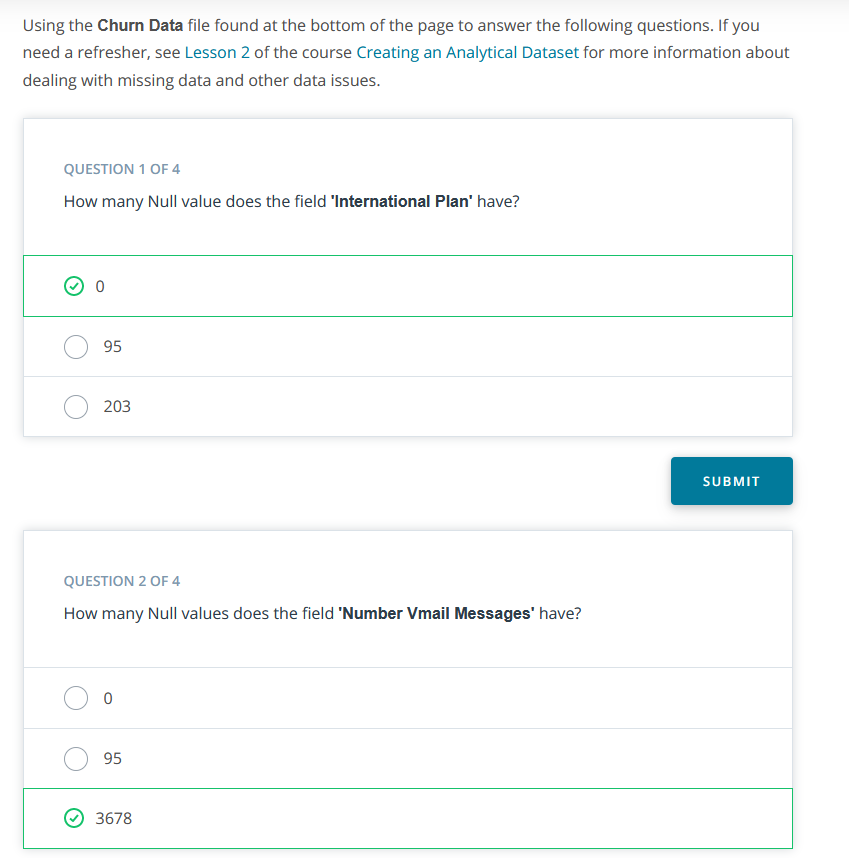 Using the Churn Data file found at the bottom of the page to answer the following questions. If you
need a refresher, see Lesson 2 of the course Creating an Analytical Dataset for more information about
dealing with missing data and other data issues.
QUESTION 1 OF 4
How many Null value does the field 'International Plan' have?
0
95
203
SUBMIT
QUESTION 2 OF 4
How many Null values does the field 'Number Vmail Messages' have?
0
95
3678